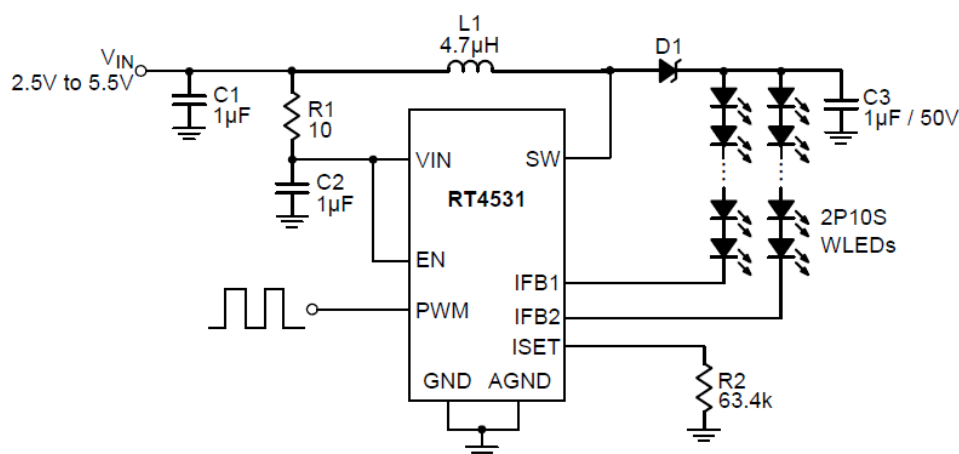 L1
4.7µH
D1
VIN
2.5V to 5.5V
C1
1µF
R1
10
C3
1µF / 50V
VIN
SW
C2
1µF
RT4531
2P10S
WLEDs
EN
IFB1
PWM
IFB2
ISET
GND
AGND
R2
63.4k